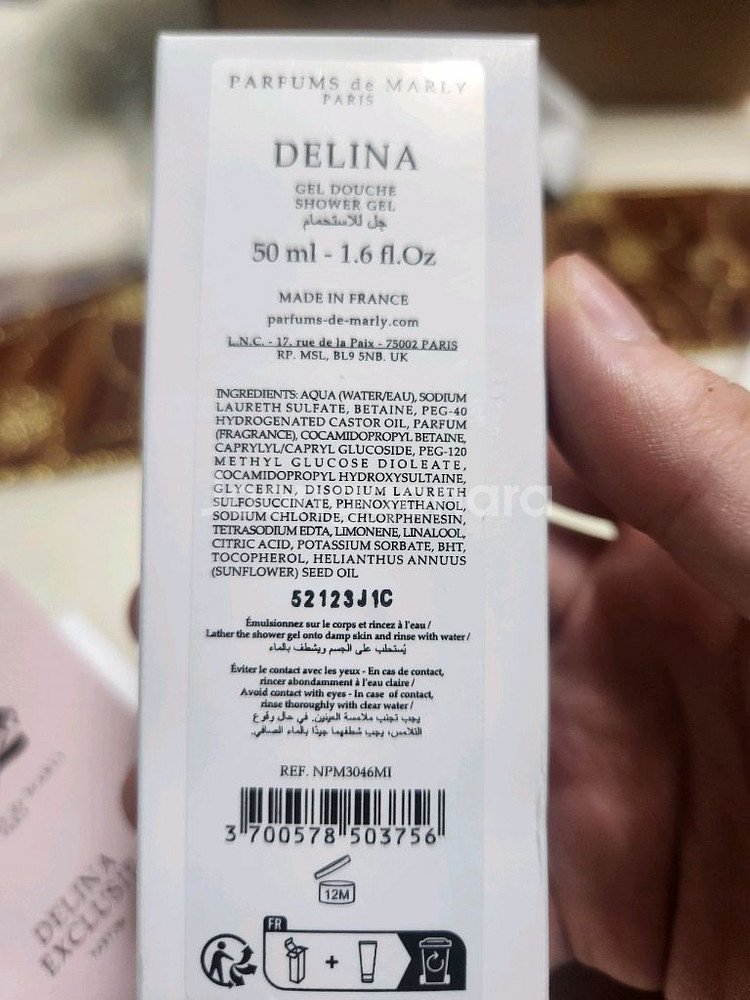 PARFUMS de MARLY
PARIS
DELINA
GEL DOUCHE
SHOWER GEL
جل للاستحمام
50 ml - 1.6 fl.Oz
MADE IN FRANCE
parfums-de-marly.com
L.N.C. - 17, rue de la Paix - 75002 PARIS
RP. MSL, BL9 5NB. UK
INGREDIENTS: AQUA (WATER/EAU), SODIUM
LAURETH SULFATE, BETAINE, PEG-40
HYDROGENATED CASTOR OIL, PARFUM
(FRAGRANCE), COCAMIDOPROPYL BETAINE,
CAPRYLYL/CAPRYL GLUCOSIDE, PEG-120
METHYL GLUCOSE DIOLEATE,
COCAMIDOPROPYL HYDROXYSULTAINE,
GLYCERIN, DISODIUM LAURETH
SULFOSUCCINATE, PHENOXYETHANOL,
SODIUM CHLORIDE, CHLORPHENESIN,
TETRASODIUM EDTA, LIMONENE, LINALOOL,
CITRIC ACID, POTASSIUM SORBATE, BHT,
TOCOPHEROL, HELIANTHUS ANNUUS
(SUNFLOWER) SEED OIL
52123J1C
Émulsionnez sur le corps et rincez à l'eau /
Lather the shower gel onto damp skin and rinse with water /
يُستحلب على الجسم ويشطف بالماء
Éviter le contact avec les yeux - En cas de contact,
rincer abondamment à l'eau claire /
Avoid contact with eyes - In case of contact,
rinse thoroughly with clear water /
يجب تجنب ملامسة العينين. في حال وقوع
التلامس، يجب شطفهما جيدًا بالماء الصافي.
REF. NPM3046MI
3 700578 503756
12M
FR
DELINA
EXCLUSIF